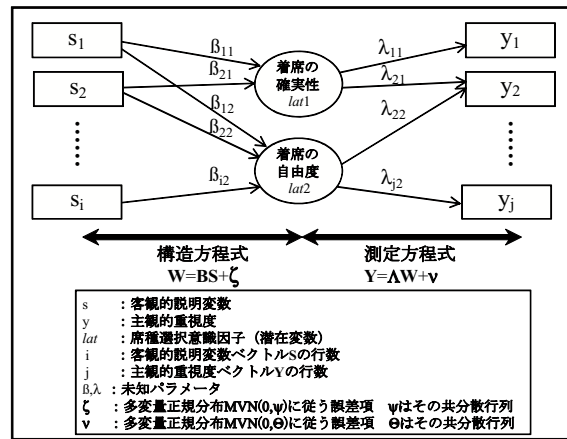 s1
s2
si
ß11
ß21
ß12
ß22
ßi2
着席の
確実性
lat1
着席の
自由度
lat2
λ11
λ21
λ22
λj2
y1
y2
yj
構造方程式
W=BS+ζ
測定方程式
Y=ΛW+ν
s :客観的説明変数
y :主観的重視度
lat :席種選択意識因子（潜在変数）
i :客観的説明変数ベクトルSの行数
j :主観的重視度ベクトルYの行数
ß,λ :未知パラメータ
ζ :多変量正規分布MVN(0,ψ)に従う誤差項 ψはその共分散行列
ν :多変量正規分布MVN(0,Θ)に従う誤差項 Θはその共分散行列